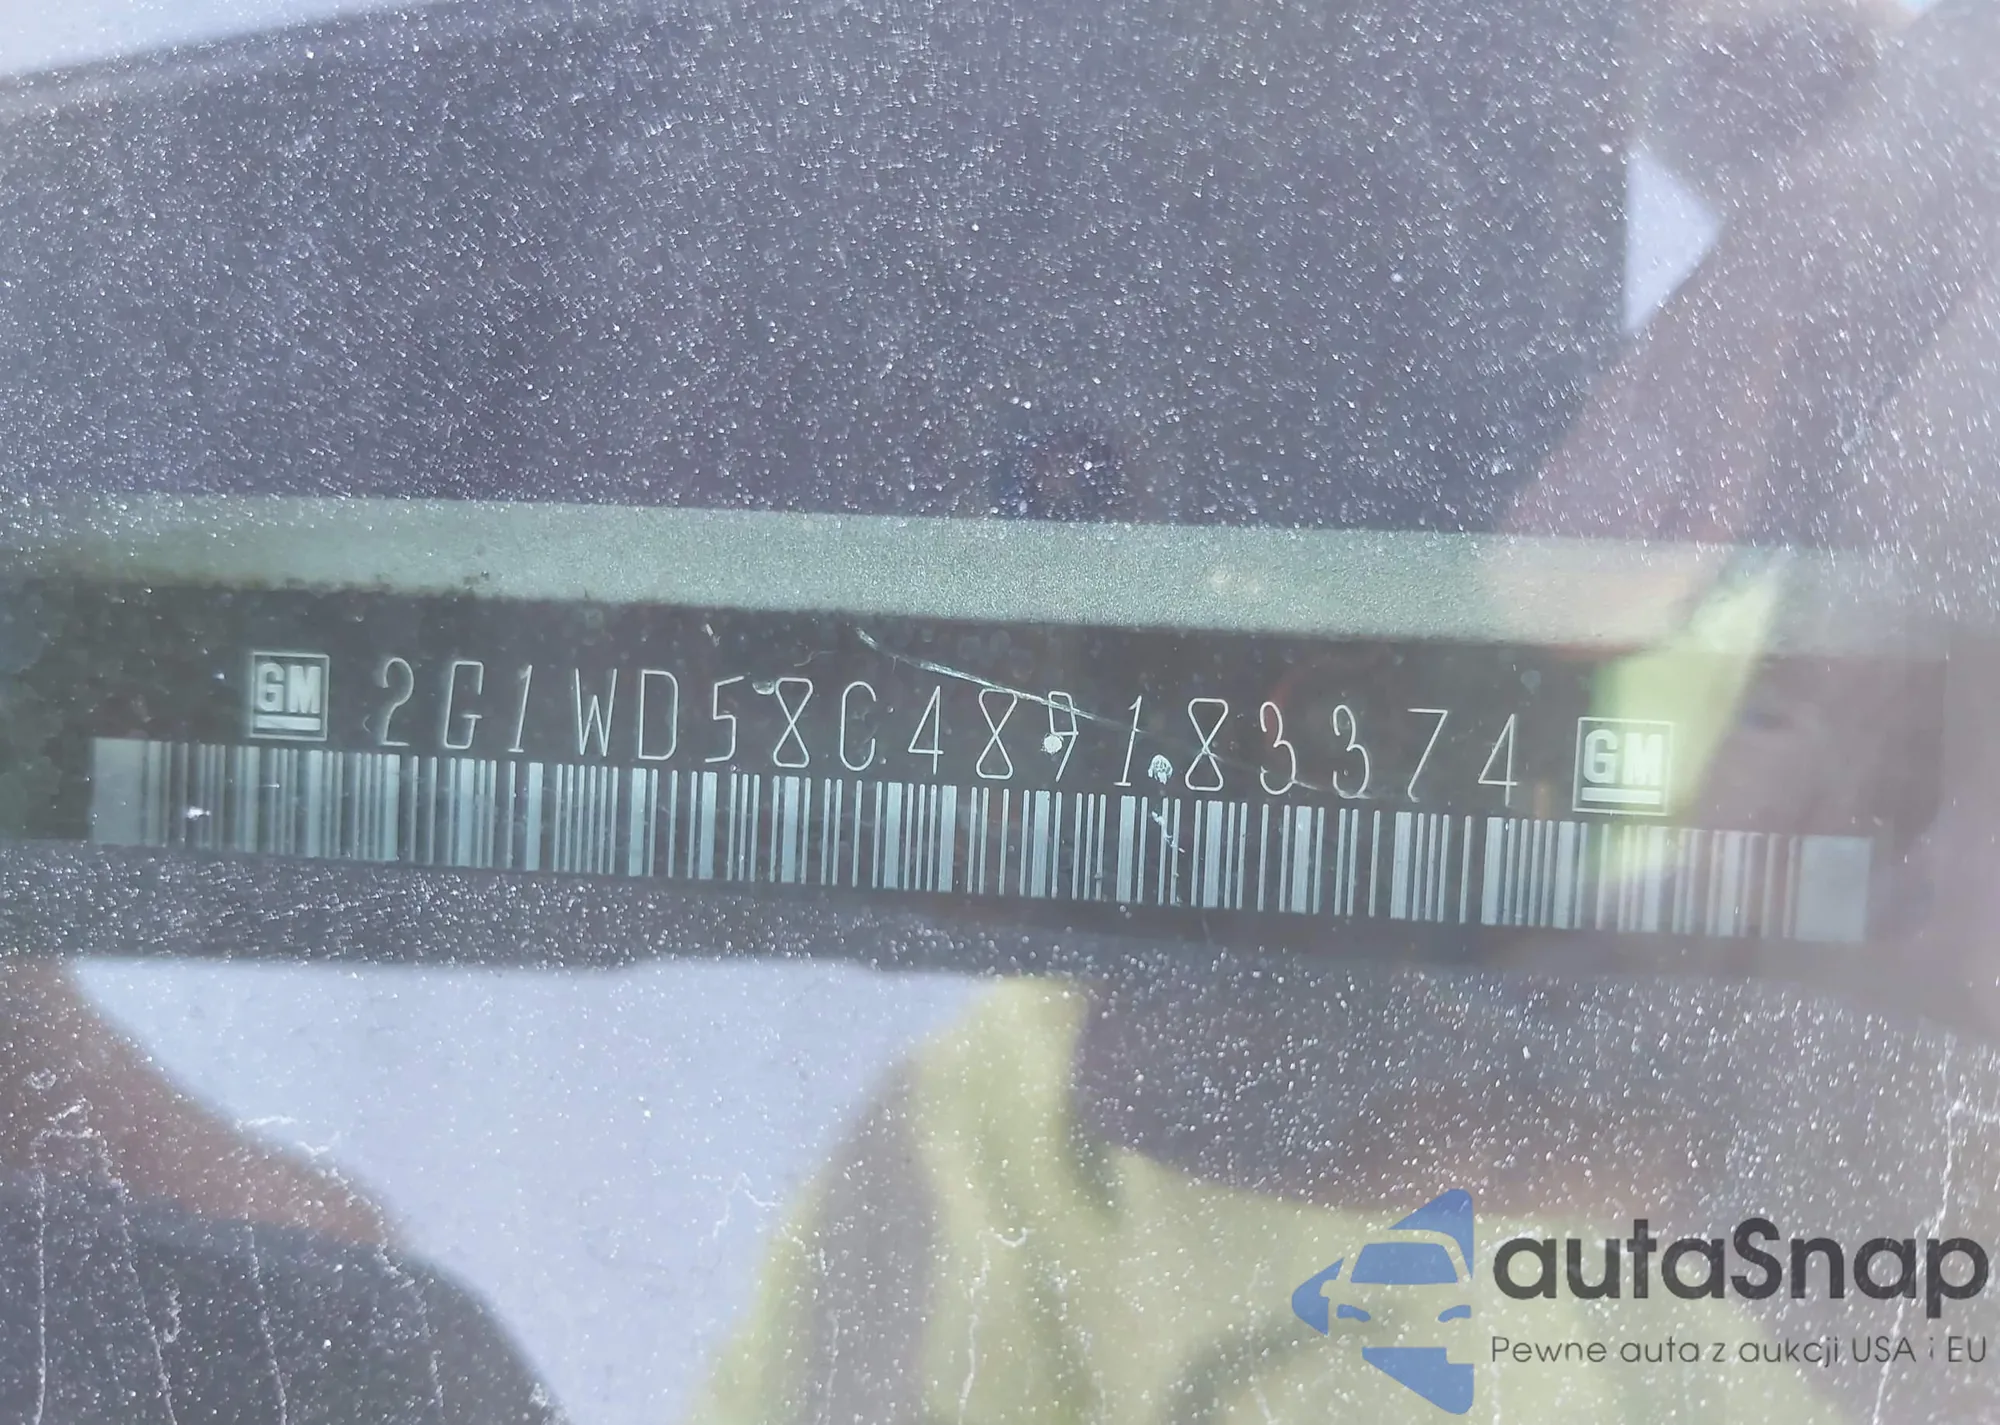 GM 2G1WD58C489183374 GM
autaSnap
Pewne auta z aukcji USA i EU